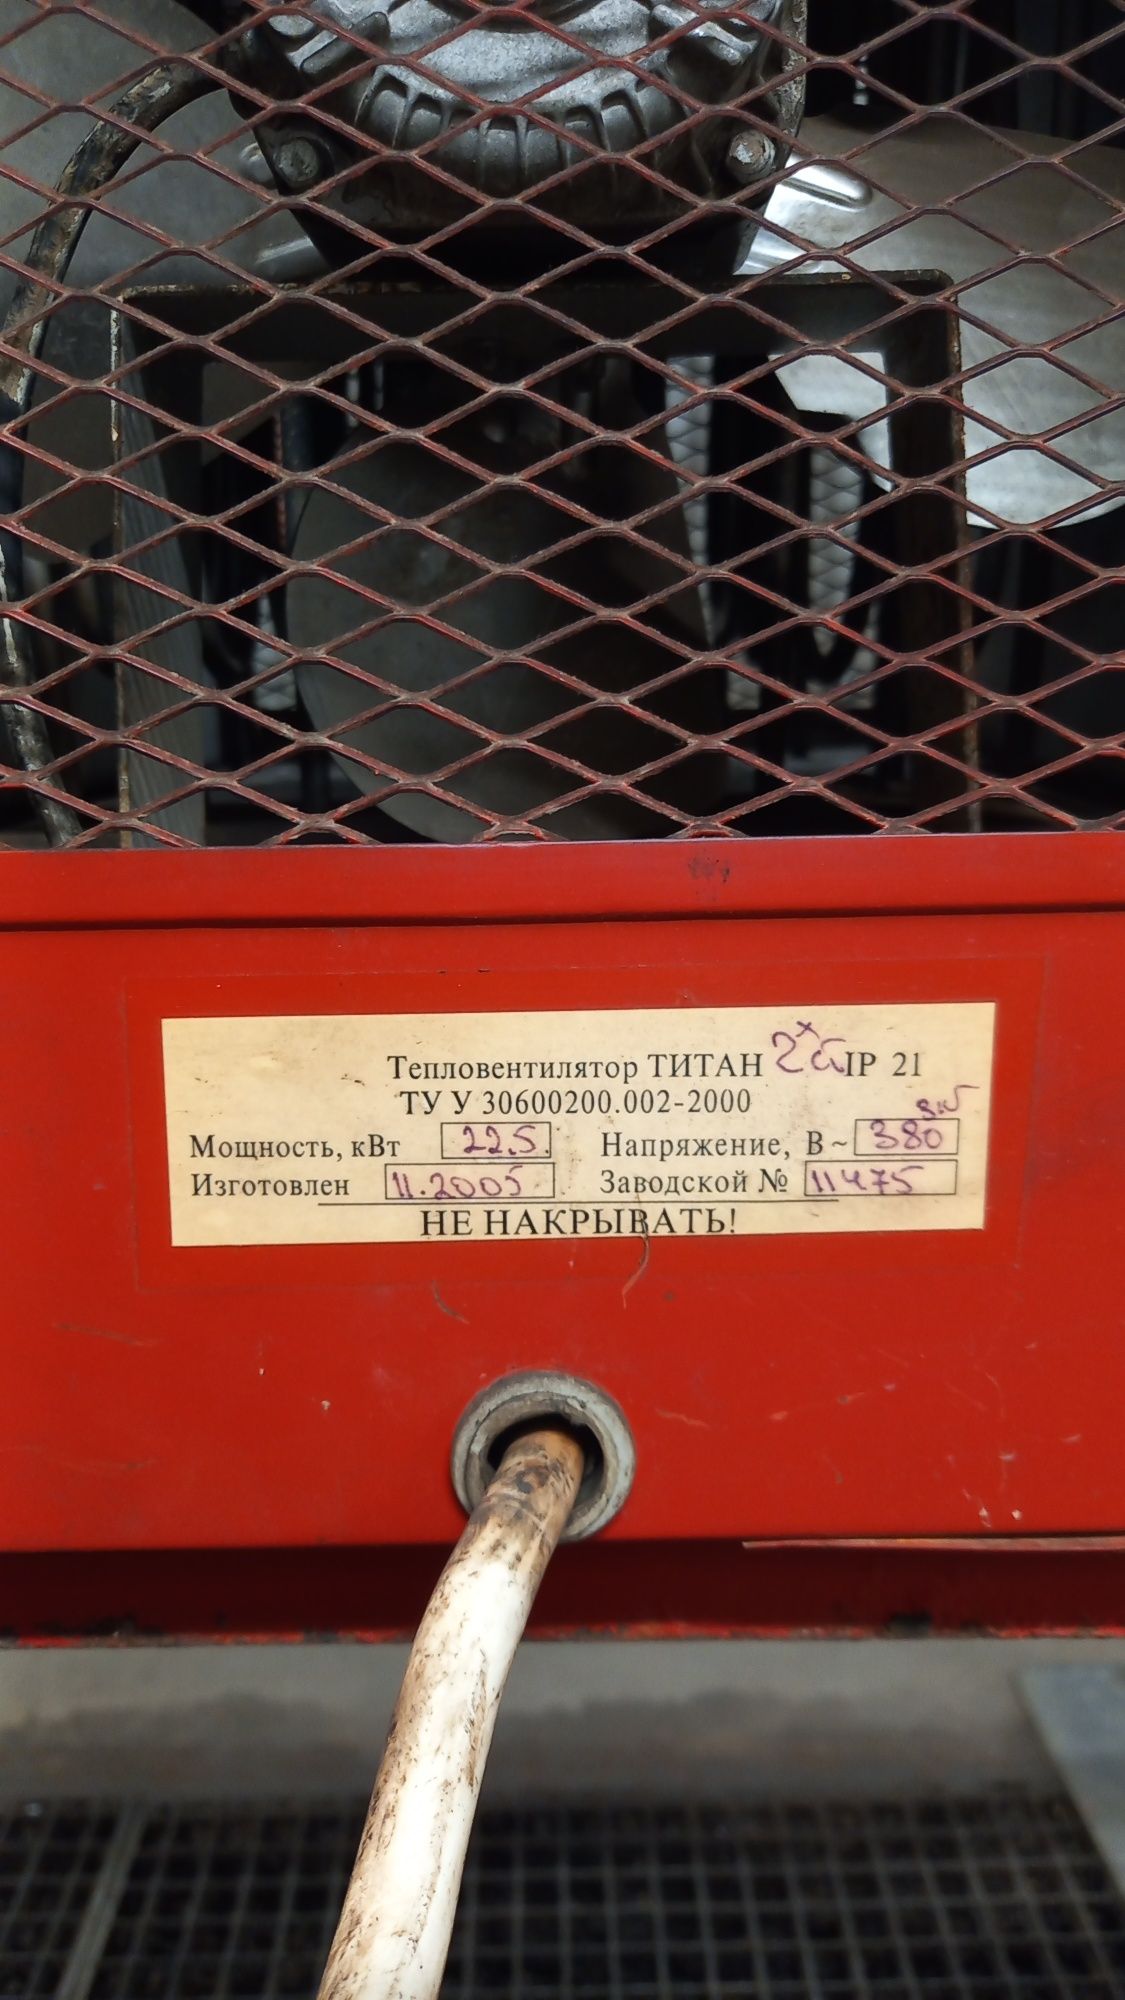 Тепловентилятор ТИТАН IP 21
ТУ У 30600200.002-2000
Мощность, кВт 22,5 Напряжение, В ~ 380
Изготовлен 11.2005 Заводской № 11475
НЕ НАКРЫВАТЬ!